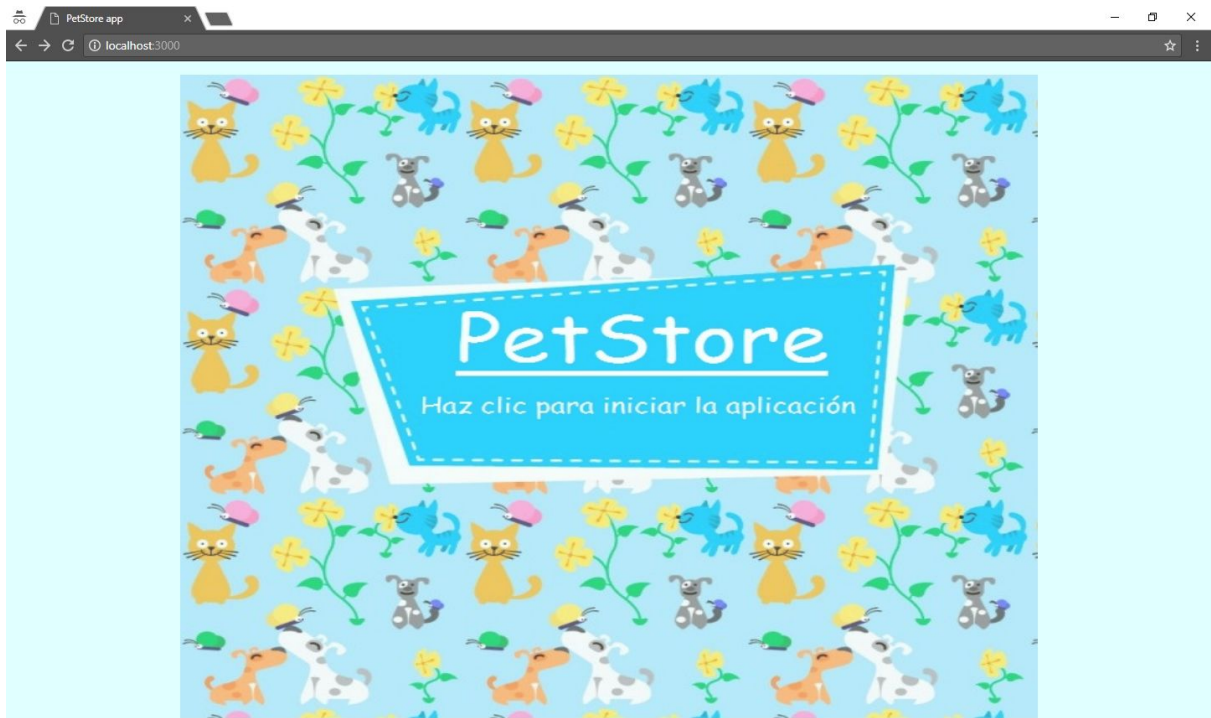 PetStore app
localhost:3000
PetStore
Haz clic para iniciar la aplicación